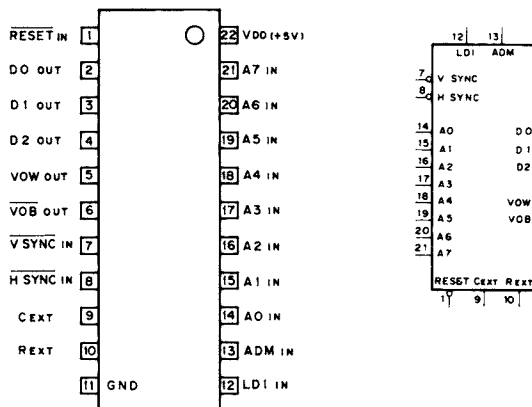 RESET IN 1 22 VDD (+5V)
D0 OUT 2 21 A7 IN
D1 OUT 3 20 A6 IN
D2 OUT 4 19 A5 IN
VOW OUT 5 18 A4 IN
VOB OUT 6 17 A3 IN
V SYNC IN 7 16 A2 IN
H SYNC IN 8 15 A1 IN
CEXT 9 14 A0 IN
REXT 10 13 ADM IN
11 GND 12 LDI IN
12 13
LDI ADM
7 V SYNC
8 H SYNC
14 A0 D0
15 A1 D1
16 A2 D2
17 A3
18 A4 VOW
19 A5 VOB
20 A6
21 A7
RESET CEXT REXT
1 9 10